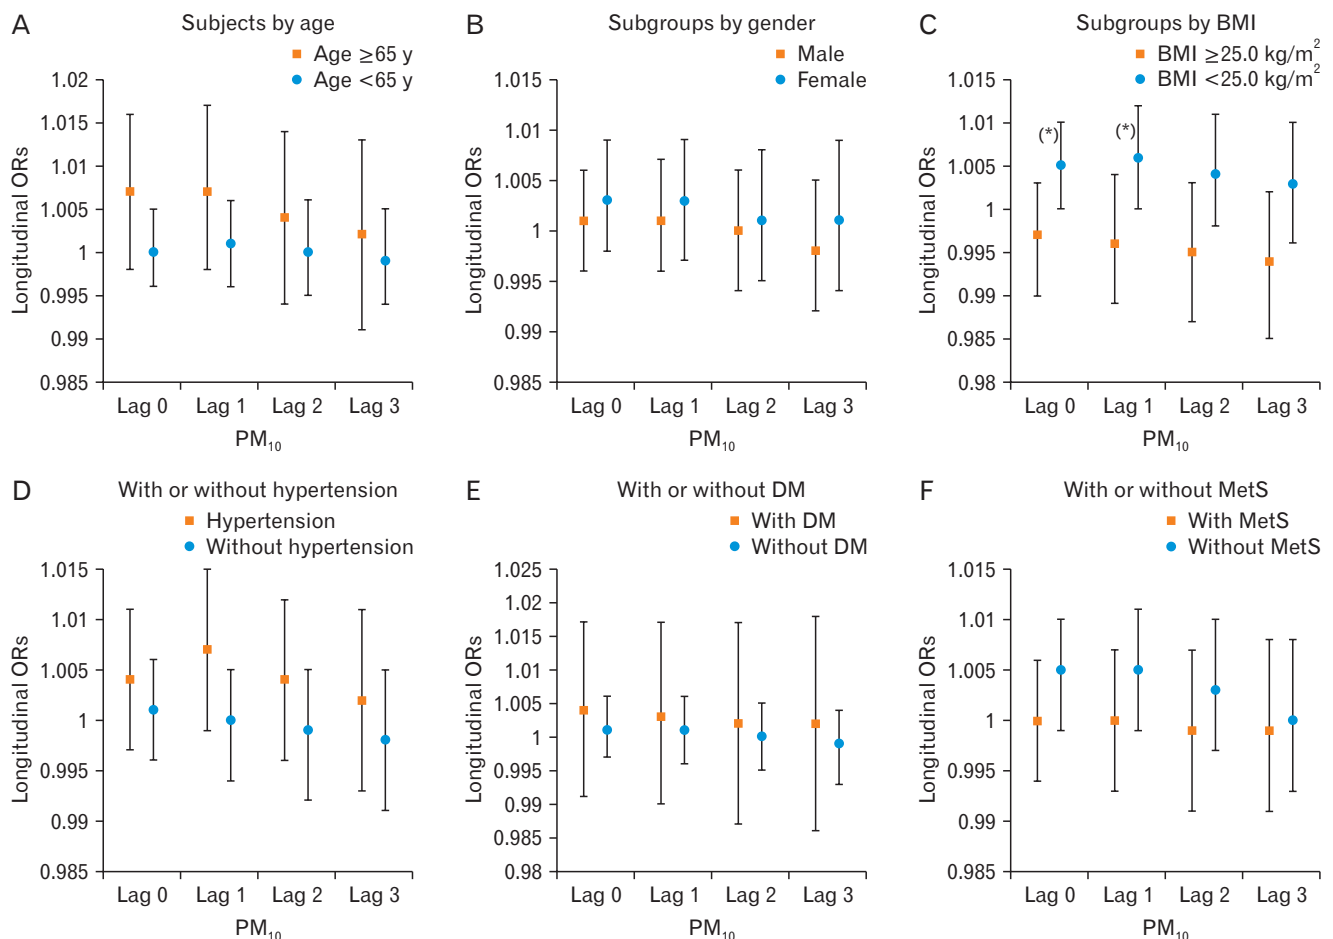 A
Subjects by age
Age ≥65 y
Age <65 y
1.02
1.015
1.01
1.005
1
0.995
0.99
0.985
Longitudinal ORs
Lag 0 Lag 1 Lag 2 Lag 3
PM₁₀
B
Subgroups by gender
Male
Female
1.015
1.01
1.005
1
0.995
0.99
0.985
Longitudinal ORs
Lag 0 Lag 1 Lag 2 Lag 3
PM₁₀
C
Subgroups by BMI
BMI ≥25.0 kg/m²
BMI <25.0 kg/m²
1.015
1.01
1.005
1
0.995
0.99
0.985
0.98
Longitudinal ORs
(*) (*)
Lag 0 Lag 1 Lag 2 Lag 3
PM₁₀
D
With or without hypertension
Hypertension
Without hypertension
1.015
1.01
1.005
1
0.995
0.99
0.985
Longitudinal ORs
Lag 0 Lag 1 Lag 2 Lag 3
PM₁₀
E
With or without DM
With DM
Without DM
1.025
1.02
1.015
1.01
1.005
1
0.995
0.99
0.985
0.98
Longitudinal ORs
Lag 0 Lag 1 Lag 2 Lag 3
PM₁₀
F
With or without MetS
With MetS
Without MetS
1.015
1.01
1.005
1
0.995
0.99
0.985
Longitudinal ORs
Lag 0 Lag 1 Lag 2 Lag 3
PM₁₀